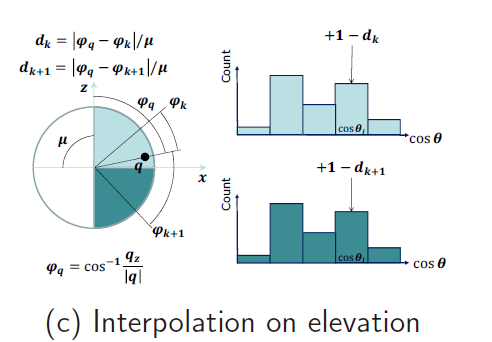 d_k = |φ_q − φ_k|/μ
d_{k+1} = |φ_q − φ_{k+1}|/μ
z
φ_q
φ_k
μ
q
x
φ_{k+1}
φ_q = cos⁻¹ q_z/|q|
+1 − d_k
Count
cos θ_i
cos θ
+1 − d_{k+1}
Count
cos θ_i
cos θ
(c) Interpolation on elevation